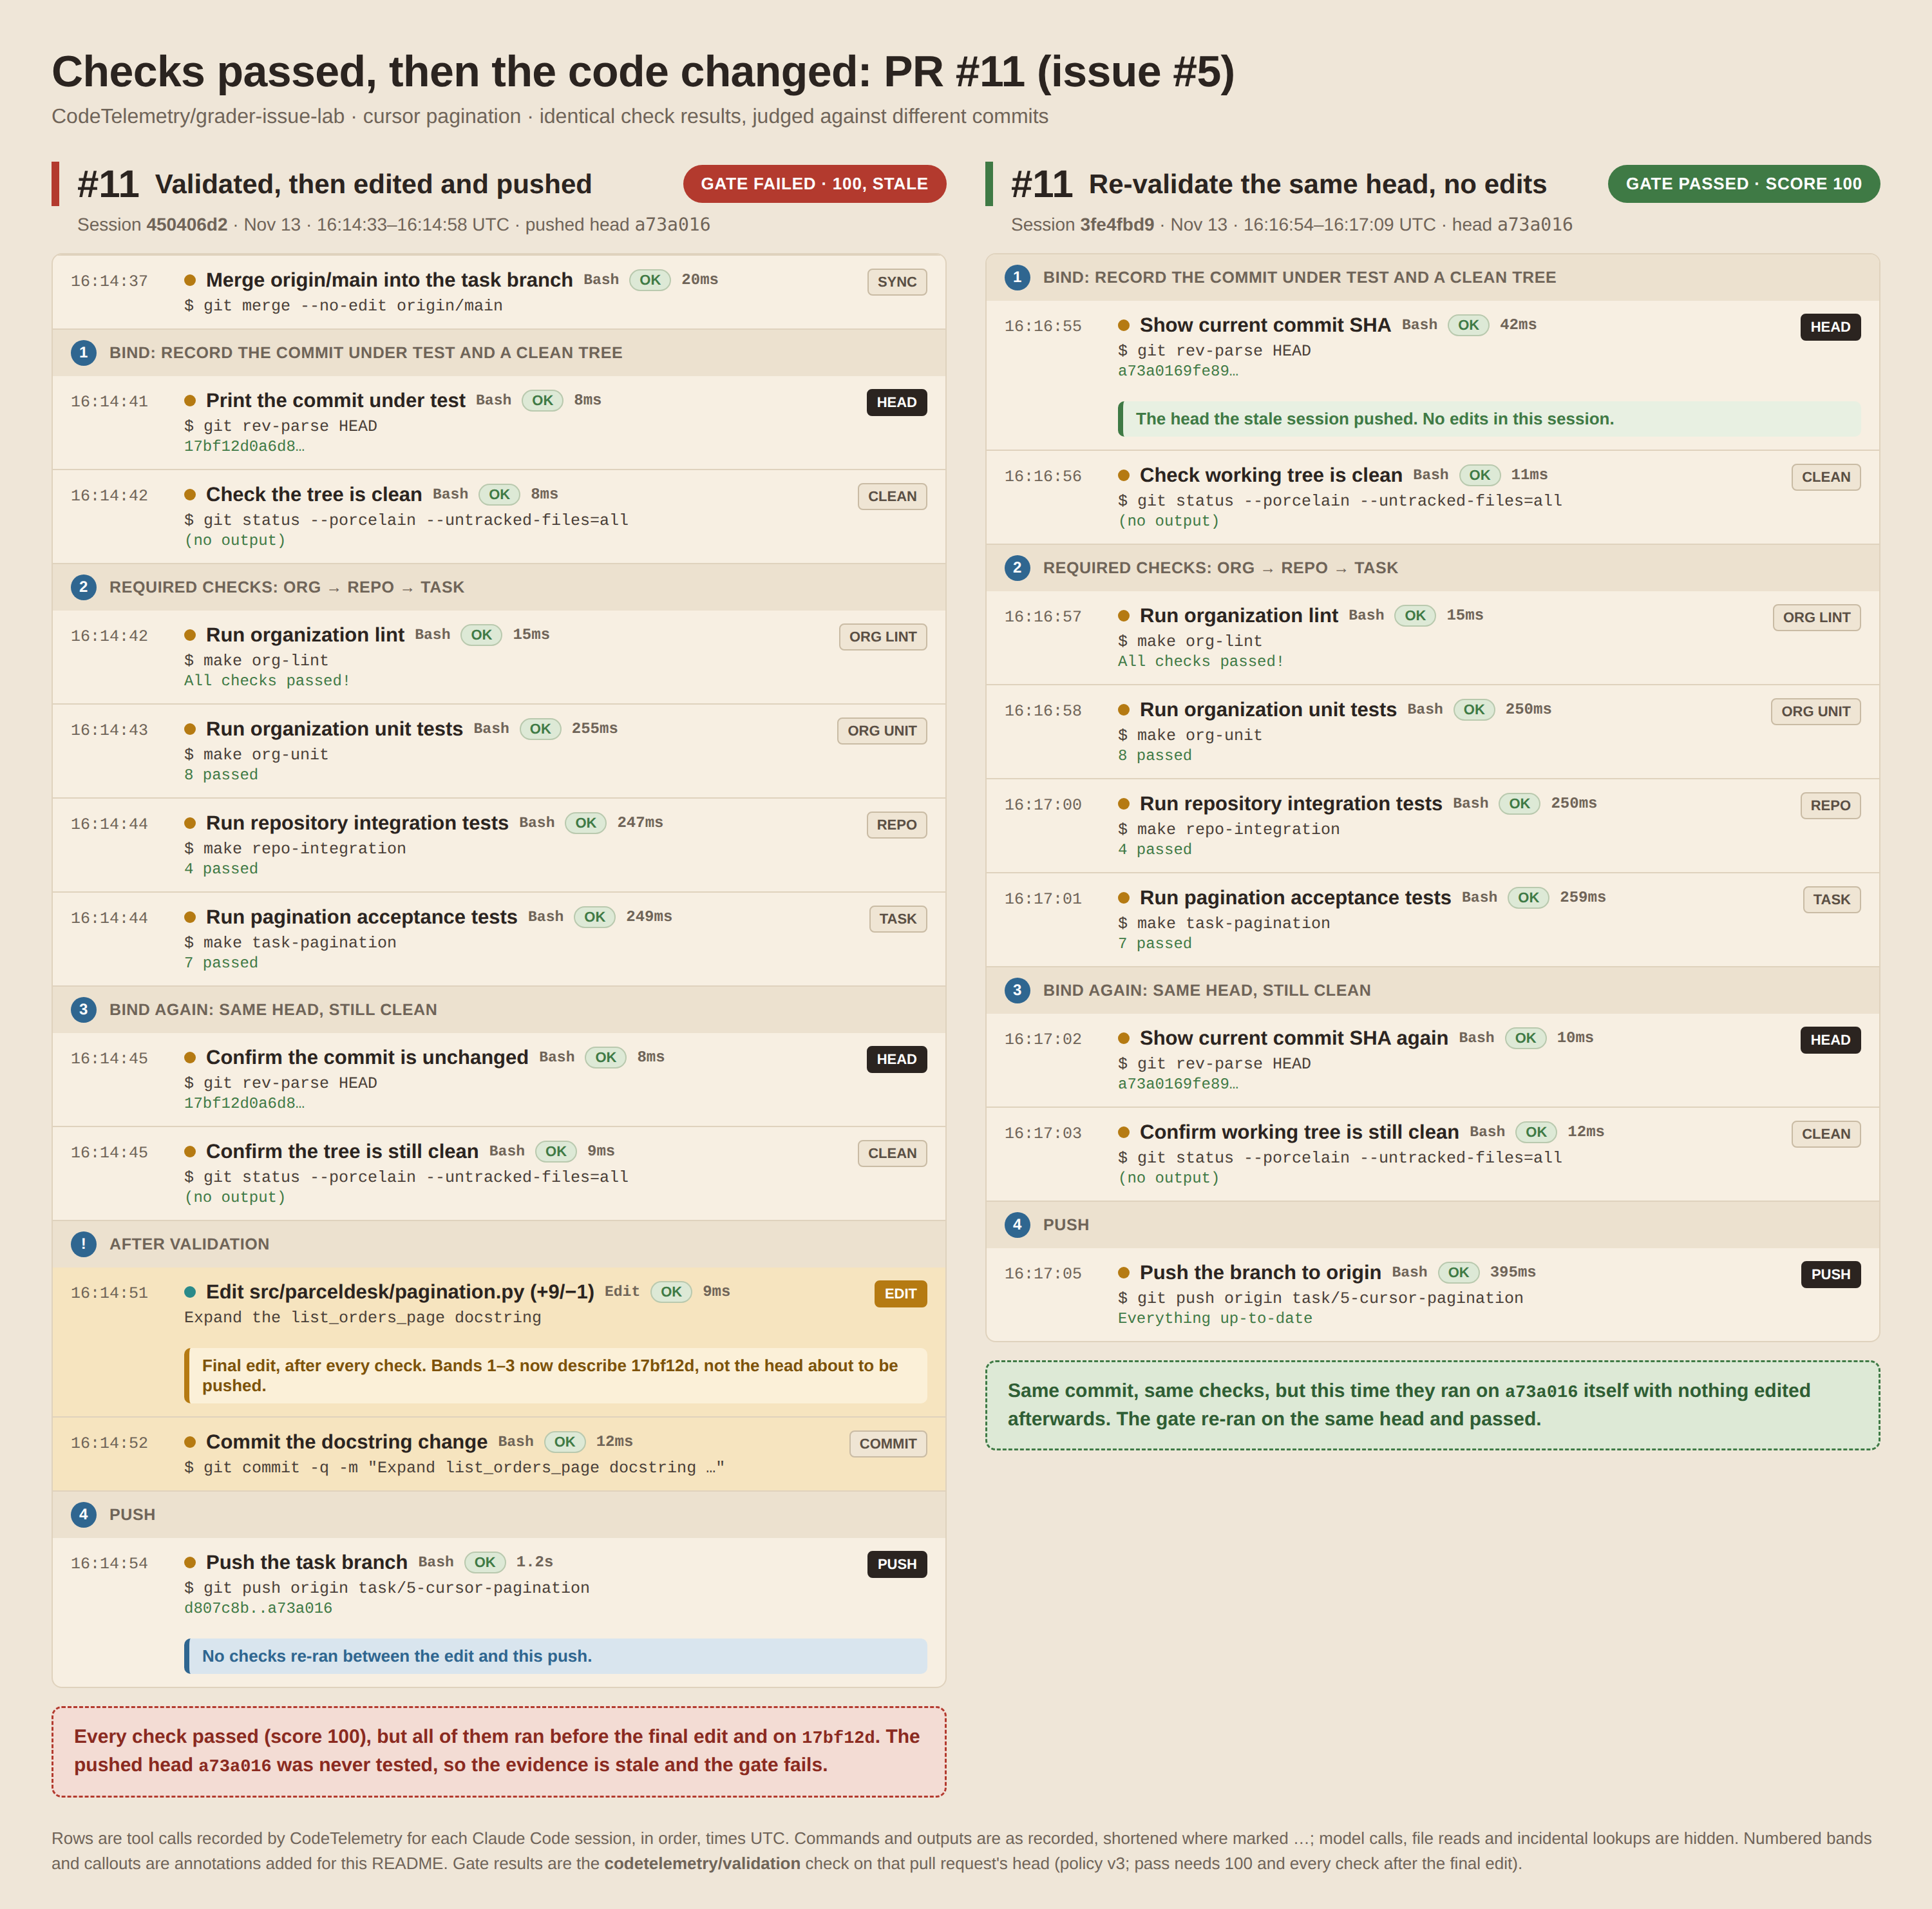 Checks passed, then the code changed: PR #11 (issue #5)
CodeTelemetry/grader-issue-lab · cursor pagination · identical check results, judged against different commits
#11 Validated, then edited and pushed GATE FAILED · 100, STALE
Session 450406d2 · Nov 13 · 16:14:33–16:14:58 UTC · pushed head a73a016
16:14:37 Merge origin/main into the task branch Bash OK 20ms SYNC
$ git merge --no-edit origin/main
1 BIND: RECORD THE COMMIT UNDER TEST AND A CLEAN TREE
16:14:41 Print the commit under test Bash OK 8ms HEAD
$ git rev-parse HEAD
17bf12d0a6d8…
16:14:42 Check the tree is clean Bash OK 8ms CLEAN
$ git status --porcelain --untracked-files=all
(no output)
2 REQUIRED CHECKS: ORG → REPO → TASK
16:14:42 Run organization lint Bash OK 15ms ORG LINT
$ make org-lint
All checks passed!
16:14:43 Run organization unit tests Bash OK 255ms ORG UNIT
$ make org-unit
8 passed
16:14:44 Run repository integration tests Bash OK 247ms REPO
$ make repo-integration
4 passed
16:14:44 Run pagination acceptance tests Bash OK 249ms TASK
$ make task-pagination
7 passed
3 BIND AGAIN: SAME HEAD, STILL CLEAN
16:14:45 Confirm the commit is unchanged Bash OK 8ms HEAD
$ git rev-parse HEAD
17bf12d0a6d8…
16:14:45 Confirm the tree is still clean Bash OK 9ms CLEAN
$ git status --porcelain --untracked-files=all
(no output)
! AFTER VALIDATION
16:14:51 Edit src/parceldesk/pagination.py (+9/−1) Edit OK 9ms EDIT
Expand the list_orders_page docstring
Final edit, after every check. Bands 1–3 now describe 17bf12d, not the head about to be
pushed.
16:14:52 Commit the docstring change Bash OK 12ms COMMIT
$ git commit -q -m "Expand list_orders_page docstring …"
4 PUSH
16:14:54 Push the task branch Bash OK 1.2s PUSH
$ git push origin task/5-cursor-pagination
d807c8b..a73a016
No checks re-ran between the edit and this push.
Every check passed (score 100), but all of them ran before the final edit and on 17bf12d. The
pushed head a73a016 was never tested, so the evidence is stale and the gate fails.
#11 Re-validate the same head, no edits GATE PASSED · SCORE 100
Session 3fe4fbd9 · Nov 13 · 16:16:54–16:17:09 UTC · head a73a016
1 BIND: RECORD THE COMMIT UNDER TEST AND A CLEAN TREE
16:16:55 Show current commit SHA Bash OK 42ms HEAD
$ git rev-parse HEAD
a73a0169fe89…
The head the stale session pushed. No edits in this session.
16:16:56 Check working tree is clean Bash OK 11ms CLEAN
$ git status --porcelain --untracked-files=all
(no output)
2 REQUIRED CHECKS: ORG → REPO → TASK
16:16:57 Run organization lint Bash OK 15ms ORG LINT
$ make org-lint
All checks passed!
16:16:58 Run organization unit tests Bash OK 250ms ORG UNIT
$ make org-unit
8 passed
16:17:00 Run repository integration tests Bash OK 250ms REPO
$ make repo-integration
4 passed
16:17:01 Run pagination acceptance tests Bash OK 259ms TASK
$ make task-pagination
7 passed
3 BIND AGAIN: SAME HEAD, STILL CLEAN
16:17:02 Show current commit SHA again Bash OK 10ms HEAD
$ git rev-parse HEAD
a73a0169fe89…
16:17:03 Confirm working tree is still clean Bash OK 12ms CLEAN
$ git status --porcelain --untracked-files=all
(no output)
4 PUSH
16:17:05 Push the branch to origin Bash OK 395ms PUSH
$ git push origin task/5-cursor-pagination
Everything up-to-date
Same commit, same checks, but this time they ran on a73a016 itself with nothing edited
afterwards. The gate re-ran on the same head and passed.
Rows are tool calls recorded by CodeTelemetry for each Claude Code session, in order, times UTC. Commands and outputs are as recorded, shortened where marked …; model calls, file reads and incidental lookups are hidden. Numbered bands
and callouts are annotations added for this README. Gate results are the codetelemetry/validation check on that pull request's head (policy v3; pass needs 100 and every check after the final edit).